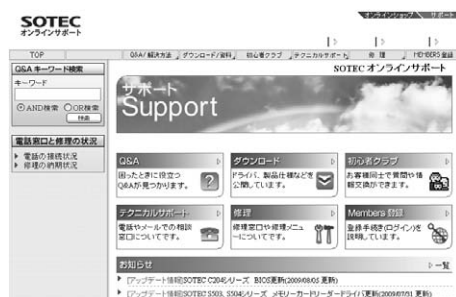 SOTEC
オンラインサポート
オンラインショップ サポート
TOP Q&A/解決方法 ダウンロード/資料 初心者クラブ テクニカルサポート 修 理 MEMBERS登録
Q&A キーワード検索
SOTEC オンラインサポート
キーワード
AND検索 OR検索
検索
サポート
Support
電話窓口と修理の状況
電話の接続状況
修理の納期状況
Q&A
困ったときに役立つ
Q&Aが見つかります。
ダウンロード
ドライバ、製品仕様などを
公開しています。
初心者クラブ
お客様同士で質問や情
報交換ができます。
テクニカルサポート
電話やメールでの相談
窓口についてです。
修理
修理窓口や修理メニュ
ーについてです。
Members 登録
登録手続き(ログイン)を
説明しています。
お知らせ
一覧
[アップデート情報]SOTEC C204シリーズ BIOS更新(2009/08/05 更新)
[アップデート情報]SOTEC S503, S504シリーズ メモリーカードリーダードライバ更新(2009/07/01 更新)